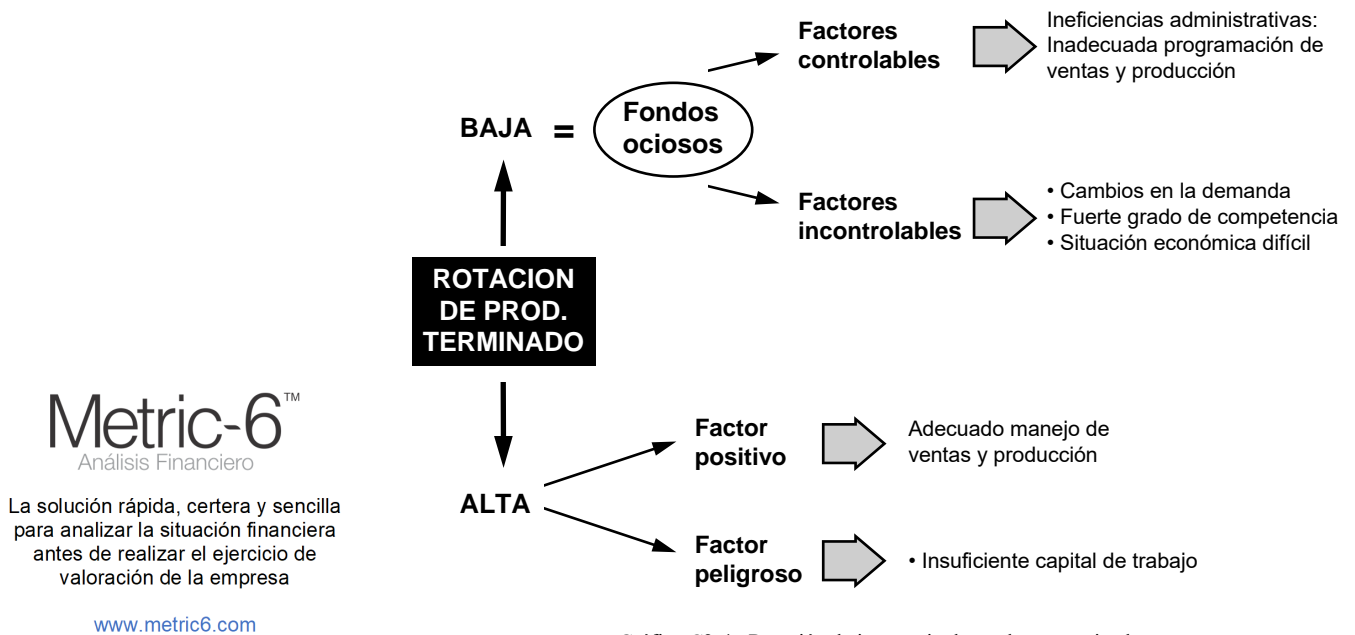 Factores
controlables
Ineficiencias administrativas:
Inadecuada programación de
ventas y producción
BAJA = Fondos
ociosos
Factores
incontrolables
• Cambios en la demanda
• Fuerte grado de competencia
• Situación económica difícil
ROTACION
DE PROD.
TERMINADO
Metric-6™
Análisis Financiero
La solución rápida, certera y sencilla
para analizar la situación financiera
antes de realizar el ejercicio de
valoración de la empresa
www.metric6.com
Factor
positivo
Adecuado manejo de
ventas y producción
ALTA
Factor
peligroso
• Insuficiente capital de trabajo